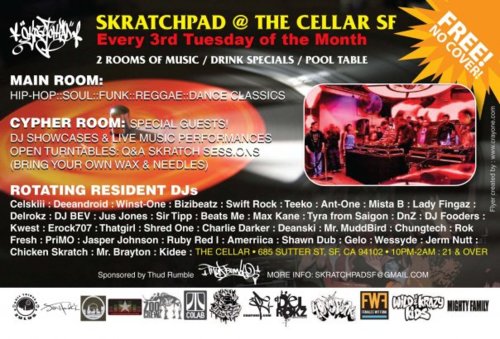 SKRATCHPAD @ THE CELLAR SF
Every 3rd Tuesday of the Month
2 ROOMS OF MUSIC / DRINK SPECIALS / POOL TABLE
FREE!
NO COVER!
MAIN ROOM:
HIP-HOP::SOUL::FUNK::REGGAE::DANCE CLASSICS
CYPHER ROOM: SPECIAL GUESTS,
DJ SHOWCASES & LIVE MUSIC PERFORMANCES
OPEN TURNTABLES: Q&A SKRATCH SESSIONS
(BRING YOUR OWN WAX & NEEDLES)
ROTATING RESIDENT DJs
Celskiii : Deeandroid : Winst-One : Bizibeatz : Swift Rock : Teeko : Ant-One : Mista B : Lady Fingaz :
Delrokz : DJ BEV : Jus Jones : Sir Tipp : Beats Me : Max Kane : Tyra from Saigon : DnZ : DJ Fooders :
Kwest : Erock707 : Thatgirl : Shred One : Charlie Darker : Deanski : Mr. MuddBird : Chungtech : Rok
Fresh : PriMO : Jasper Johnson : Ruby Red I : Amerriica : Shawn Dub : Gelo : Wessyde : Jerm Nutt :
Chicken Skratch : Mr. Brayton : Kidee : THE CELLAR • 685 SUTTER ST, SF, CA 94102 • 10PM-2AM : 21 & OVER
Sponsored by Thud Rumble
MORE INFO: SKRATCHPADSF@GMAIL.COM
Flyer created by
COLAB
DELROKZ
FWF
WILD & KRAZY KIDS
MIGHTY FAMILY